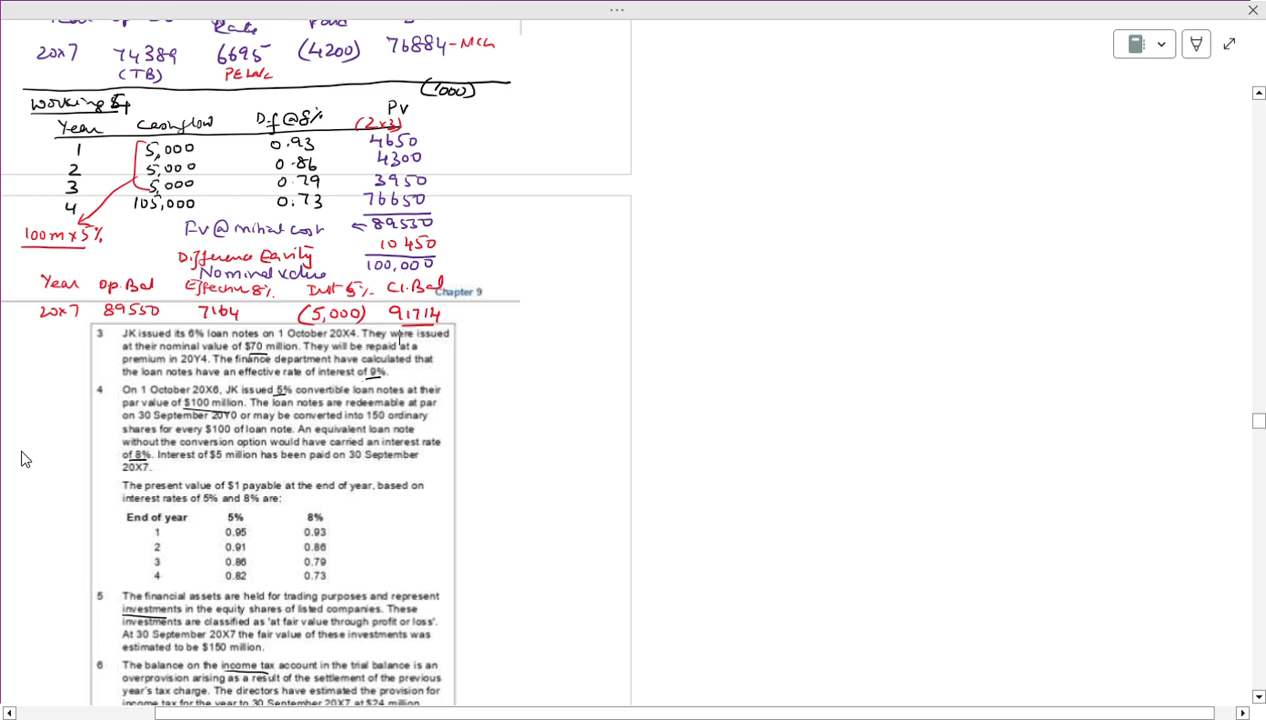 Rate
20x7 74389 6695 (4200) 76884 - NCL
(TB) PE Calc
('000)
Working 5
Year Cashflow D.f @ 8% PV
(2x3)
1 5,000 0.93 4650
2 5,000 0.86 4300
3 5,000 0.79 3950
4 105,000 0.73 76650
100m x 5% Fv @ initial cost ← 89550
Difference Equity 10450
Nominal value 100,000
Year Op.Bal Effective 8% Int 5% Cl.Bal
Chapter 9
20x7 89550 7164 (5,000) 91714
3 JK issued its 6% loan notes on 1 October 20X4. They were issued
at their nominal value of $70 million. They will be repaid at a
premium in 20Y4. The finance department have calculated that
the loan notes have an effective rate of interest of 9%.
4 On 1 October 20X6, JK issued 5% convertible loan notes at their
par value of $100 million. The loan notes are redeemable at par
on 30 September 20Y0 or may be converted into 150 ordinary
shares for every $100 of loan note. An equivalent loan note
without the conversion option would have carried an interest rate
of 8%. Interest of $5 million has been paid on 30 September
20X7.
The present value of $1 payable at the end of year, based on
interest rates of 5% and 8% are:
End of year 5% 8%
1 0.95 0.93
2 0.91 0.86
3 0.86 0.79
4 0.82 0.73
5 The financial assets are held for trading purposes and represent
investments in the equity shares of listed companies. These
investments are classified as 'at fair value through profit or loss'.
At 30 September 20X7 the fair value of these investments was
estimated to be $150 million.
6 The balance on the income tax account in the trial balance is an
overprovision arising as a result of the settlement of the previous
year's tax charge. The directors have estimated the provision for
income tax for the year to 30 September 20X7 at $24 million